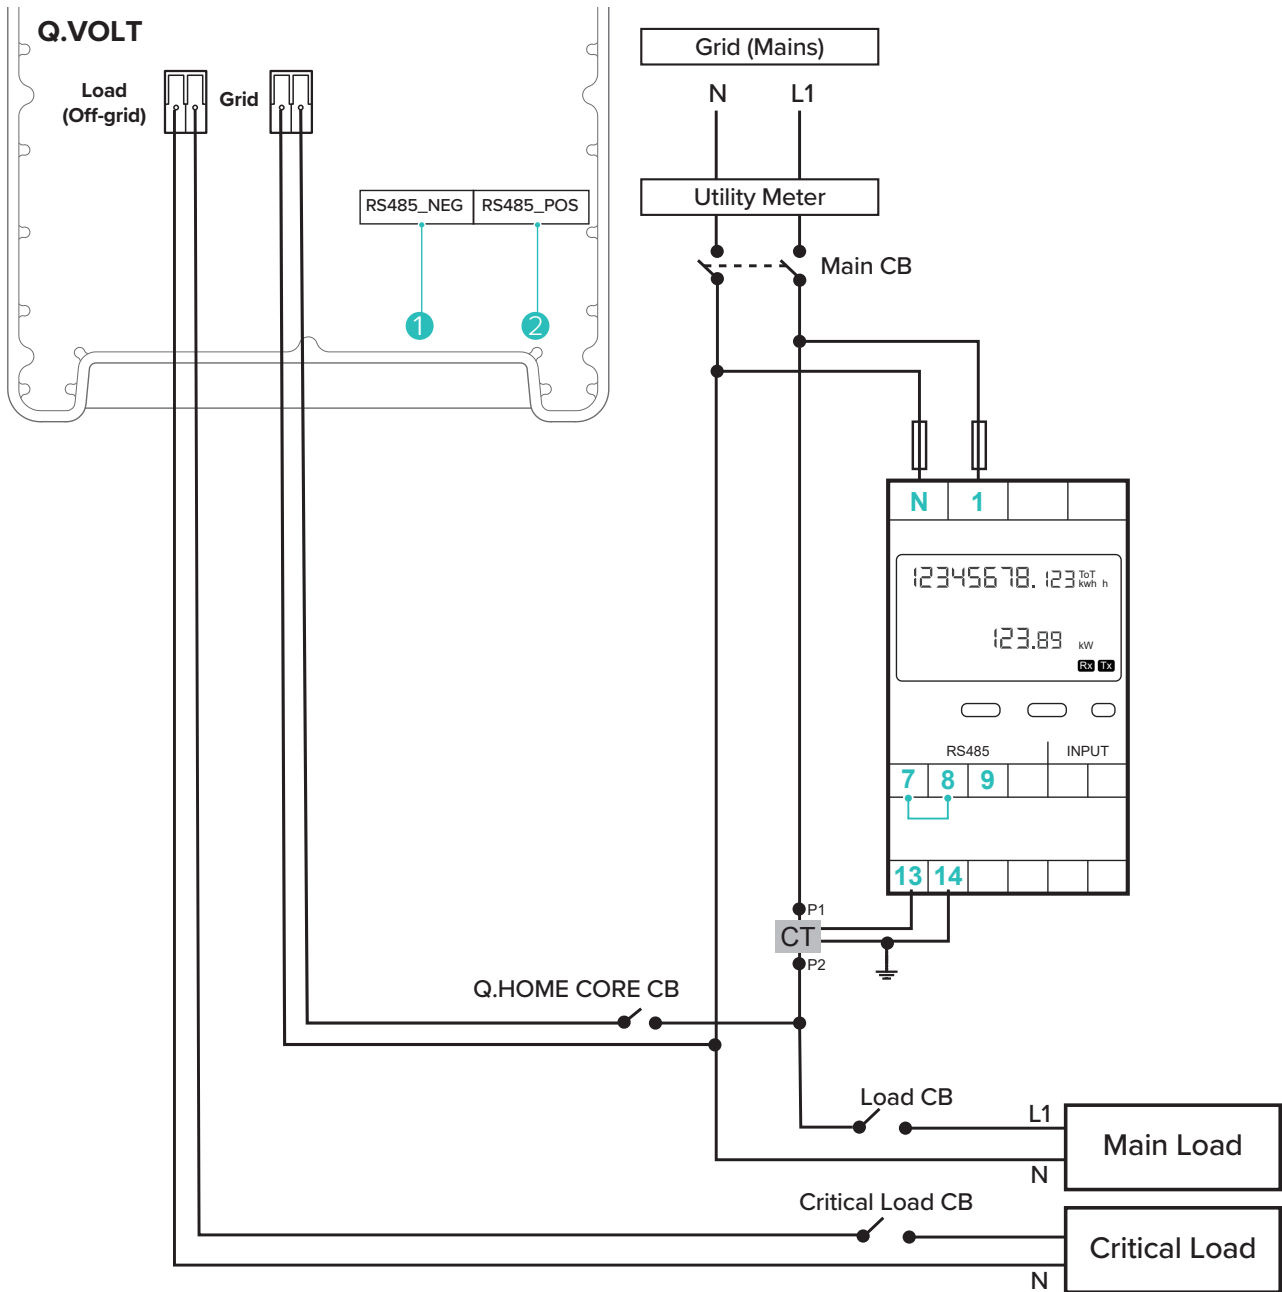 Q.VOLT
Load
(Off-grid)
Grid
RS485_NEG
RS485_POS
1
2
Grid (Mains)
N
L1
Utility Meter
Main CB
N
1
12345678.123
ToT
kwh h
123.89
kW
Rx
Tx
RS485
INPUT
7
8
9
13
14
P1
CT
P2
Q.HOME CORE CB
Load CB
L1
Main Load
N
Critical Load CB
Critical Load
N